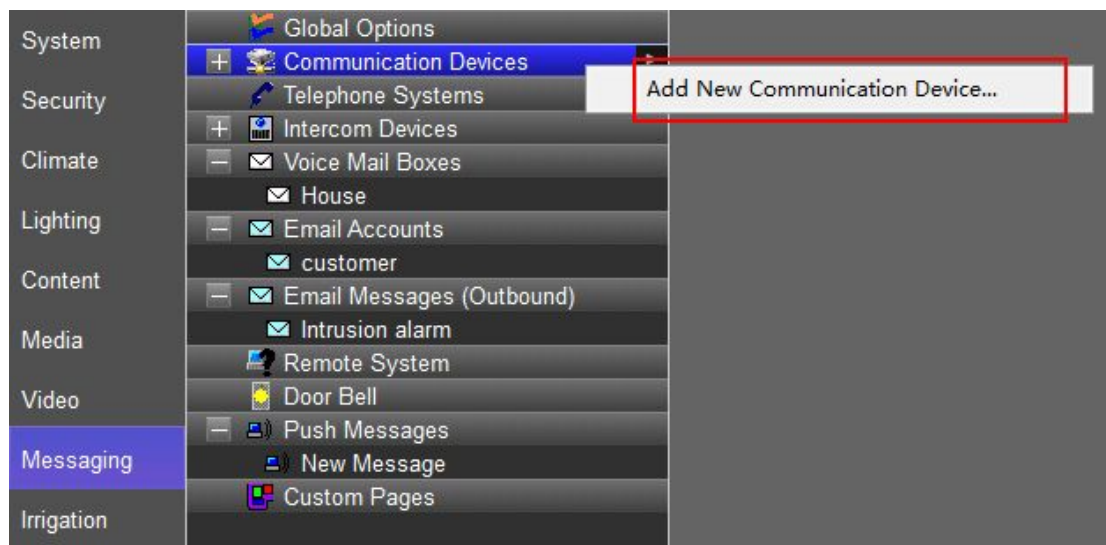 System
Security
Climate
Lighting
Content
Media
Video
Messaging
Irrigation
Global Options
Communication Devices
Add New Communication Device...
Telephone Systems
Intercom Devices
Voice Mail Boxes
House
Email Accounts
customer
Email Messages (Outbound)
Intrusion alarm
Remote System
Door Bell
Push Messages
New Message
Custom Pages